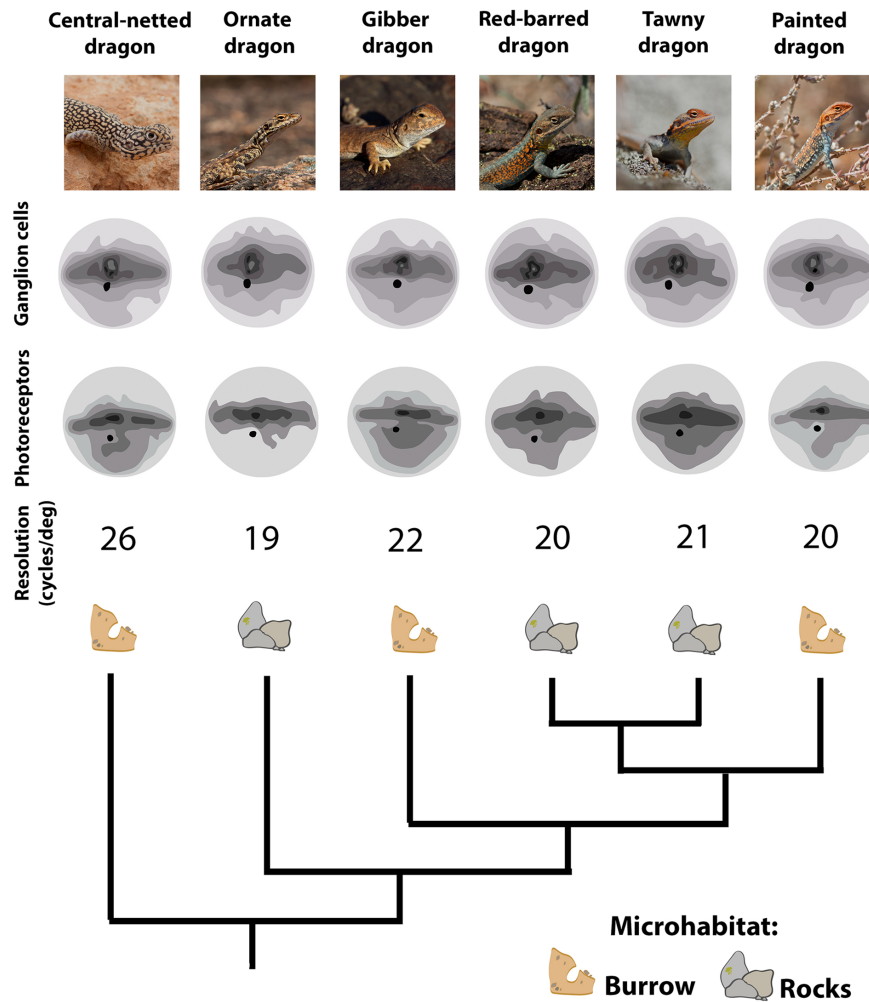 Central-netted dragon
Ornate dragon
Gibber dragon
Red-barred dragon
Tawny dragon
Painted dragon
Ganglion cells
Photoreceptors
Resolution
(cycles/deg)
26 19 22 20 21 20
Microhabitat:
Burrow Rocks